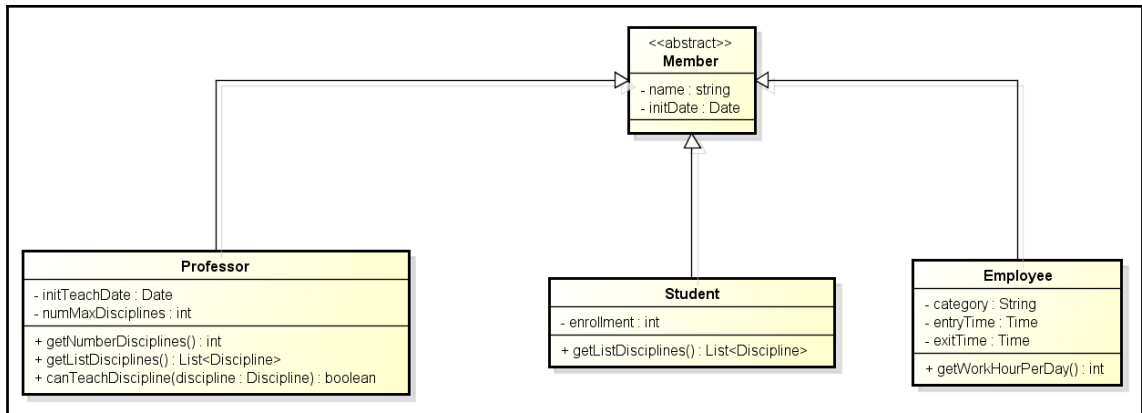 <<abstract>>
Member
- name : string
- initDate : Date
Professor
- initTeachDate : Date
- numMaxDisciplines : int
+ getNumberDisciplines() : int
+ getListDisciplines() : List<Discipline>
+ canTeachDiscipline(discipline : Discipline) : boolean
Student
- enrollment : int
+ getListDisciplines() : List<Discipline>
Employee
- category : String
- entryTime : Time
- exitTime : Time
+ getWorkHourPerDay() : int